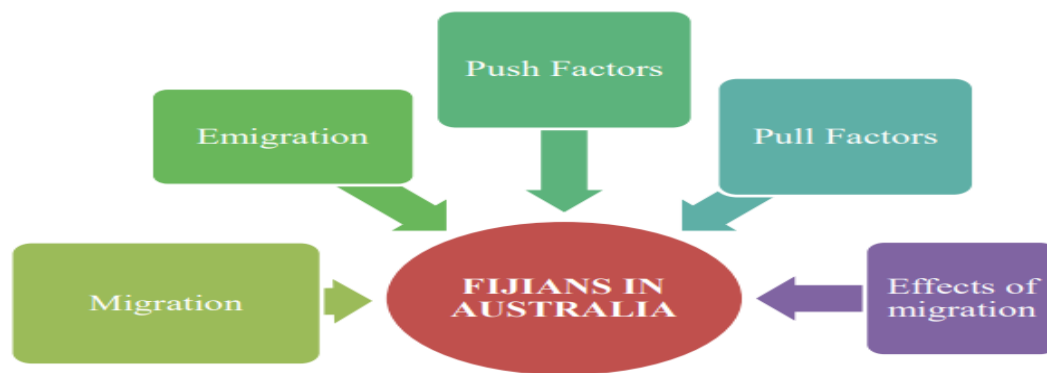 Push Factors
Emigration
Pull Factors
Migration
FIJIANS IN
AUSTRALIA
Effects of
migration